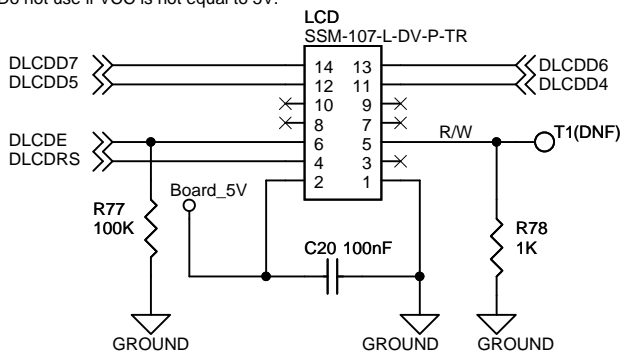 Do not use if VCC is not equal to 5V.
LCD
SSM-107-L-DV-P-TR
DLCDD7
14 13
DLCDD6
DLCDD5
12 11
DLCDD4
10 9
8 7
DLCDE
6 5
R/W
T1(DNF)
DLCDRS
4 3
2 1
Board_5V
R77
100K
C20 100nF
R78
1K
GROUND
GROUND
GROUND